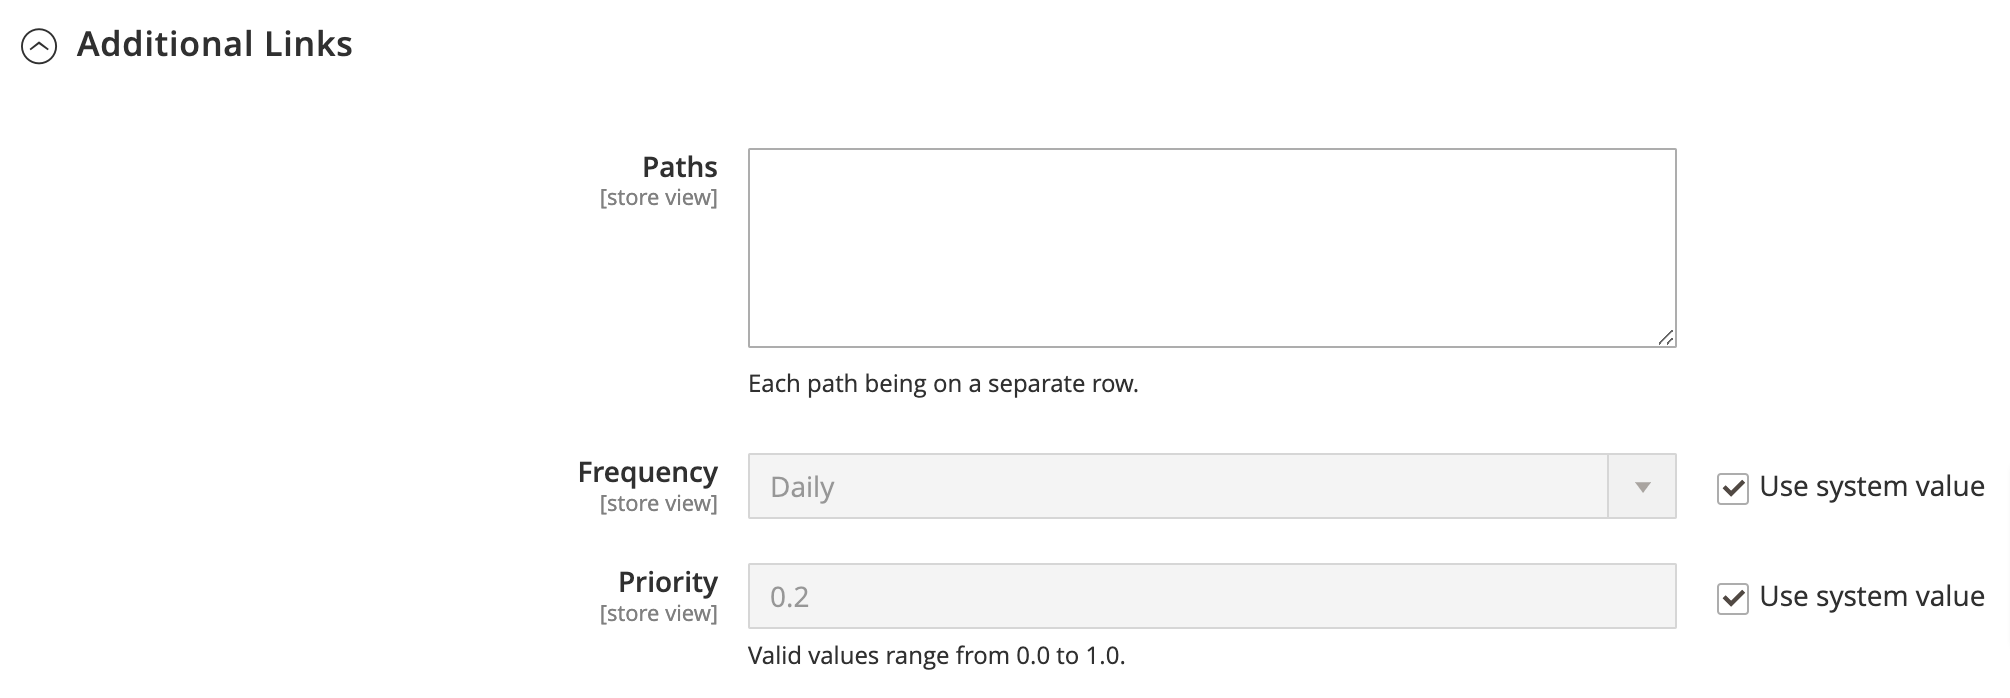 Additional Links
Paths
[store view]
Each path being on a separate row.
Frequency
[store view]
Daily
Use system value
Priority
[store view]
0.2
Use system value
Valid values range from 0.0 to 1.0.